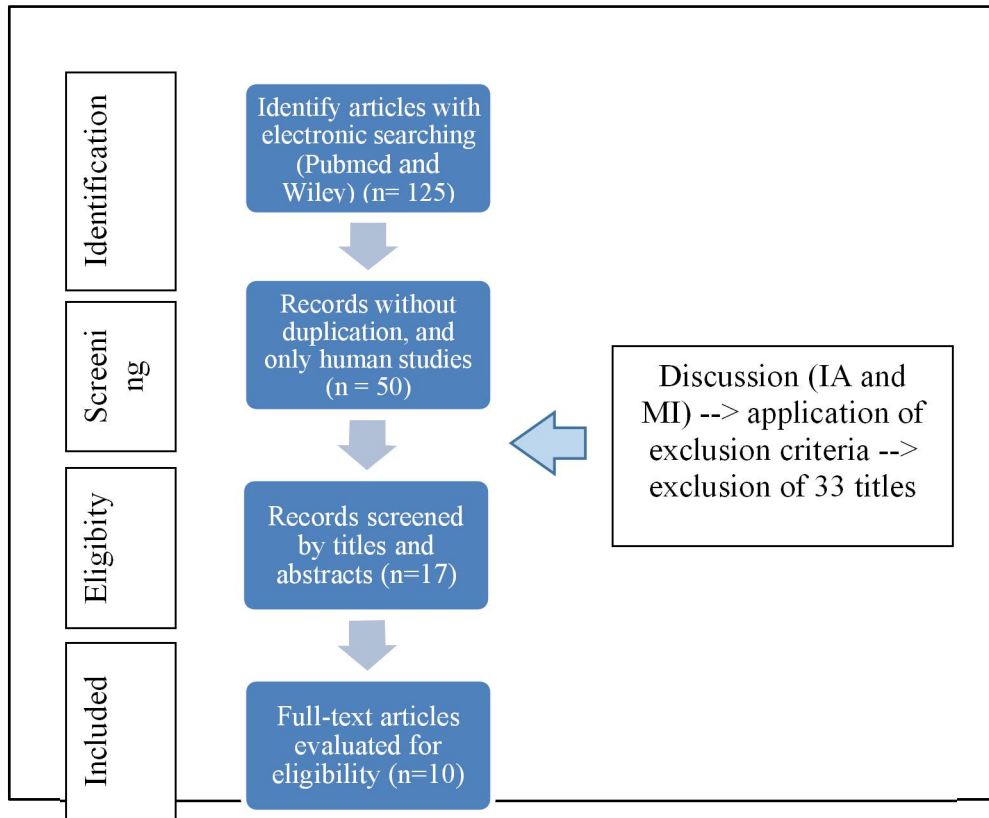 Identification
Identify articles with
electronic searching
(Pubmed and
Wiley) (n= 125)
Screeni
ng
Records without
duplication, and
only human studies
(n = 50)
Discussion (IA and
MI) --> application of
exclusion criteria -->
exclusion of 33 titles
Eligibity
Records screened
by titles and
abstracts (n=17)
Included
Full-text articles
evaluated for
eligibility (n=10)